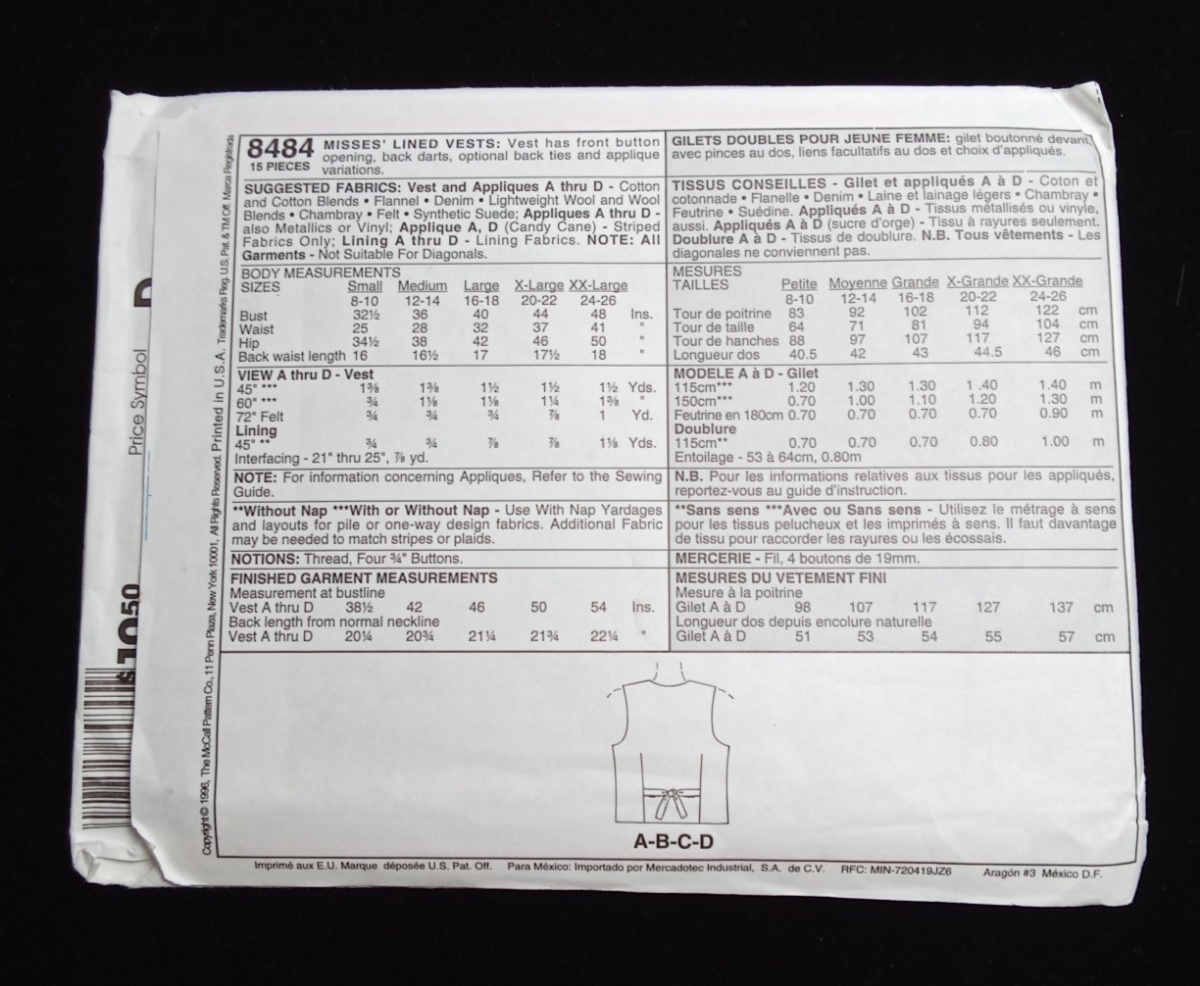 8484 MISSES' LINED VESTS: Vest has front button
15 PIECES opening, back darts, optional back ties and applique
variations.
SUGGESTED FABRICS: Vest and Appliques A thru D - Cotton
and Cotton Blends • Flannel • Denim • Lightweight Wool and Wool
Blends • Chambray • Felt • Synthetic Suede; Appliques A thru D -
also Metallics or Vinyl; Applique A, D (Candy Cane) - Striped
Fabrics Only; Lining A thru D - Lining Fabrics. NOTE: All
Garments - Not Suitable For Diagonals.
BODY MEASUREMENTS
SIZES Small Medium Large X-Large XX-Large
8-10 12-14 16-18 20-22 24-26
Bust 32½ 36 40 44 48 Ins.
Waist 25 28 32 37 41 "
Hip 34½ 38 42 46 50 "
Back waist length 16 16½ 17 17½ 18 "
VIEW A thru D - Vest
45" *** 1⅜ 1⅜ 1½ 1½ 1½ Yds.
60" *** ¾ 1⅛ 1⅛ 1¼ 1⅜ "
72" Felt ¾ ¾ ¾ ⅞ 1 Yd.
Lining
45" ** ¾ ¾ ⅞ ⅞ 1⅛ Yds.
Interfacing - 21" thru 25", ⅞ yd.
NOTE: For information concerning Appliques, Refer to the Sewing
Guide.
**Without Nap ***With or Without Nap - Use With Nap Yardages
and layouts for pile or one-way design fabrics. Additional Fabric
may be needed to match stripes or plaids.
NOTIONS: Thread, Four ¾" Buttons.
FINISHED GARMENT MEASUREMENTS
Measurement at bustline
Vest A thru D 38½ 42 46 50 54 Ins.
Back length from normal neckline
Vest A thru D 20¼ 20¾ 21¼ 21¾ 22¼ "
GILETS DOUBLES POUR JEUNE FEMME: gilet boutonné devant,
avec pinces au dos, liens facultatifs au dos et choix d'appliqués.
TISSUS CONSEILLES - Gilet et appliqués A à D - Coton et
cotonnade • Flanelle • Denim • Laine et lainage légers • Chambray •
Feutrine • Suédine. Appliqués A à D - Tissus métallisés ou vinyle,
aussi. Appliqués A à D (sucre d'orge) - Tissu à rayures seulement.
Doublure A à D - Tissus de doublure. N.B. Tous vêtements - Les
diagonales ne conviennent pas.
MESURES
TAILLES Petite Moyenne Grande X-Grande XX-Grande
8-10 12-14 16-18 20-22 24-26
Tour de poitrine 83 92 102 112 122 cm
Tour de taille 64 71 81 94 104 cm
Tour de hanches 88 97 107 117 127 cm
Longueur dos 40.5 42 43 44.5 46 cm
MODELE A à D - Gilet
115cm*** 1.20 1.30 1.30 1.40 1.40 m
150cm*** 0.70 1.00 1.10 1.20 1.30 m
Feutrine en 180cm 0.70 0.70 0.70 0.70 0.90 m
Doublure
115cm** 0.70 0.70 0.70 0.80 1.00 m
Entoilage - 53 à 64cm, 0.80m
N.B. Pour les informations relatives aux tissus pour les appliqués,
reportez-vous au guide d'instruction.
**Sans sens ***Avec ou Sans sens - Utilisez le métrage à sens
pour les tissus pelucheux et les imprimés à sens. Il faut davantage
de tissu pour raccorder les rayures ou les écossais.
MERCERIE - Fil, 4 boutons de 19mm.
MESURES DU VETEMENT FINI
Mesure à la poitrine
Gilet A à D 98 107 117 127 137 cm
Longueur dos depuis encolure naturelle
Gilet A à D 51 53 54 55 57 cm
A-B-C-D
Imprimé aux E.U. Marque déposée U.S. Pat. Off. Para México: Importado por Mercadotec Industrial, S.A. de C.V. RFC: MIN-720419JZ6 Aragón #3 México D.F.
Copyright © 1996, The McCall Pattern Co., 11 Penn Plaza, New York 10001, All Rights Reserved. Printed in U.S.A. Trademarks Reg. U.S. Pat. & TM Off. Marca Registrada
Price Symbol D
$10.50